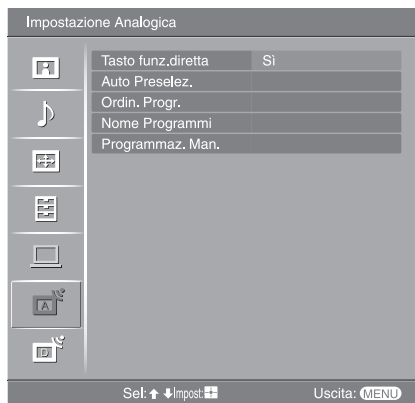 Impostazione Analogica
Tasto funz.diretta Sì
Auto Preselez.
Ordin. Progr.
Nome Programmi
Programmaz. Man.
A
D
Sel: Impost: Uscita: MENU